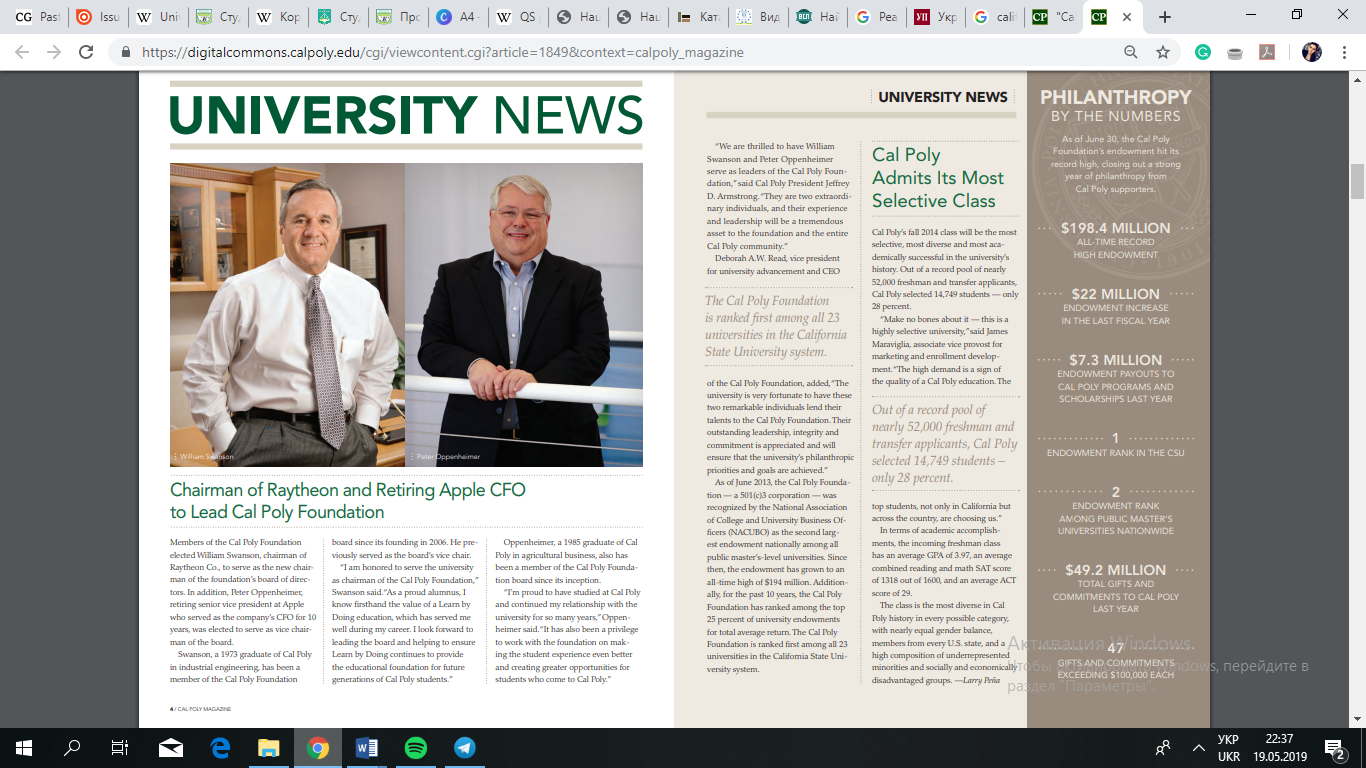 Past
Issu
Uni
Сту
Кор
Сту
Про
A4 -
QS
Нац
Нац
Ката
Вид
Най
Реа
Укр
calif
"Ca
https://digitalcommons.calpoly.edu/cgi/viewcontent.cgi?article=1849&context=calpoly_magazine
UNIVERSITY NEWS
William Swanson
Peter Oppenheimer
Chairman of Raytheon and Retiring Apple CFO
to Lead Cal Poly Foundation
Members of the Cal Poly Foundation
elected William Swanson, chairman of
Raytheon Co., to serve as the new chair-
man of the foundation's board of direc-
tors. In addition, Peter Oppenheimer,
retiring senior vice president at Apple
who served as the company's CFO for 10
years, was elected to serve as vice chair-
man of the board.
Swanson, a 1973 graduate of Cal Poly
in industrial engineering, has been a
member of the Cal Poly Foundation
board since its founding in 2006. He pre-
viously served as the board's vice chair.
"I am honored to serve the university
as chairman of the Cal Poly Foundation,"
Swanson said. "As a proud alumnus, I
know firsthand the value of a Learn by
Doing education, which has served me
well during my career. I look forward to
leading the board and helping to ensure
Learn by Doing continues to provide
the educational foundation for future
generations of Cal Poly students."
Oppenheimer, a 1985 graduate of Cal
Poly in agricultural business, also has
been a member of the Cal Poly Founda-
tion board since its inception.
"I'm proud to have studied at Cal Poly
and continued my relationship with the
university for so many years," Oppen-
heimer said. "It has also been a privilege
to work with the foundation on mak-
ing the student experience even better
and creating greater opportunities for
students who come to Cal Poly."
4 / CAL POLY MAGAZINE
UNIVERSITY NEWS
"We are thrilled to have William
Swanson and Peter Oppenheimer
serve as leaders of the Cal Poly Foun-
dation," said Cal Poly President Jeffrey
D. Armstrong. "They are two extraordi-
nary individuals, and their experience
and leadership will be a tremendous
asset to the foundation and the entire
Cal Poly community."
Deborah A.W. Read, vice president
for university advancement and CEO
The Cal Poly Foundation
is ranked first among all 23
universities in the California
State University system.
of the Cal Poly Foundation, added, "The
university is very fortunate to have these
two remarkable individuals lend their
talents to the Cal Poly Foundation. Their
outstanding leadership, integrity and
commitment is appreciated and will
ensure that the university's philanthropic
priorities and goals are achieved."
As of June 2013, the Cal Poly Founda-
tion — a 501(c)3 corporation — was
recognized by the National Association
of College and University Business Of-
ficers (NACUBO) as the second larg-
est endowment nationally among all
public master's-level universities. Since
then, the endowment has grown to an
all-time high of $194 million. Addition-
ally, for the past 10 years, the Cal Poly
Foundation has ranked among the top
25 percent of university endowments
for total average return. The Cal Poly
Foundation is ranked first among all 23
universities in the California State Uni-
versity system.
Cal Poly
Admits Its Most
Selective Class
Cal Poly's fall 2014 class will be the most
selective, most diverse and most aca-
demically successful in the university's
history. Out of a record pool of nearly
52,000 freshman and transfer applicants,
Cal Poly selected 14,749 students — only
28 percent.
"Make no bones about it — this is a
highly selective university," said James
Maraviglia, associate vice provost for
marketing and enrollment develop-
ment. "The high demand is a sign of
the quality of a Cal Poly education. The
Out of a record pool of
nearly 52,000 freshman and
transfer applicants, Cal Poly
selected 14,749 students –
only 28 percent.
top students, not only in California but
across the country, are choosing us."
In terms of academic accomplish-
ments, the incoming freshman class
has an average GPA of 3.97, an average
combined reading and math SAT score
of 1318 out of 1600, and an average ACT
score of 29.
The class is the most diverse in Cal
Poly history in every possible category,
with nearly equal gender balance,
members from every U.S. state, and a
high composition of underrepresented
minorities and socially and economically
disadvantaged groups. —Larry Peña
PHILANTHROPY
BY THE NUMBERS
As of June 30, the Cal Poly
Foundation's endowment hit its
record high, closing out a strong
year of philanthropy from
Cal Poly supporters.
$198.4 MILLION
ALL-TIME RECORD
HIGH ENDOWMENT
$22 MILLION
ENDOWMENT INCREASE
IN THE LAST FISCAL YEAR
$7.3 MILLION
ENDOWMENT PAYOUTS TO
CAL POLY PROGRAMS AND
SCHOLARSHIPS LAST YEAR
1
ENDOWMENT RANK IN THE CSU
2
ENDOWMENT RANK
AMONG PUBLIC MASTER'S
UNIVERSITIES NATIONWIDE
$49.2 MILLION
TOTAL GIFTS AND
COMMITMENTS TO CAL POLY
LAST YEAR
47
GIFTS AND COMMITMENTS
EXCEEDING $100,000 EACH
Активация Windows
Чтобы активировать Windows, перейдите в
раздел "Параметры".
УКР
UKR
22:37
19.05.2019
2